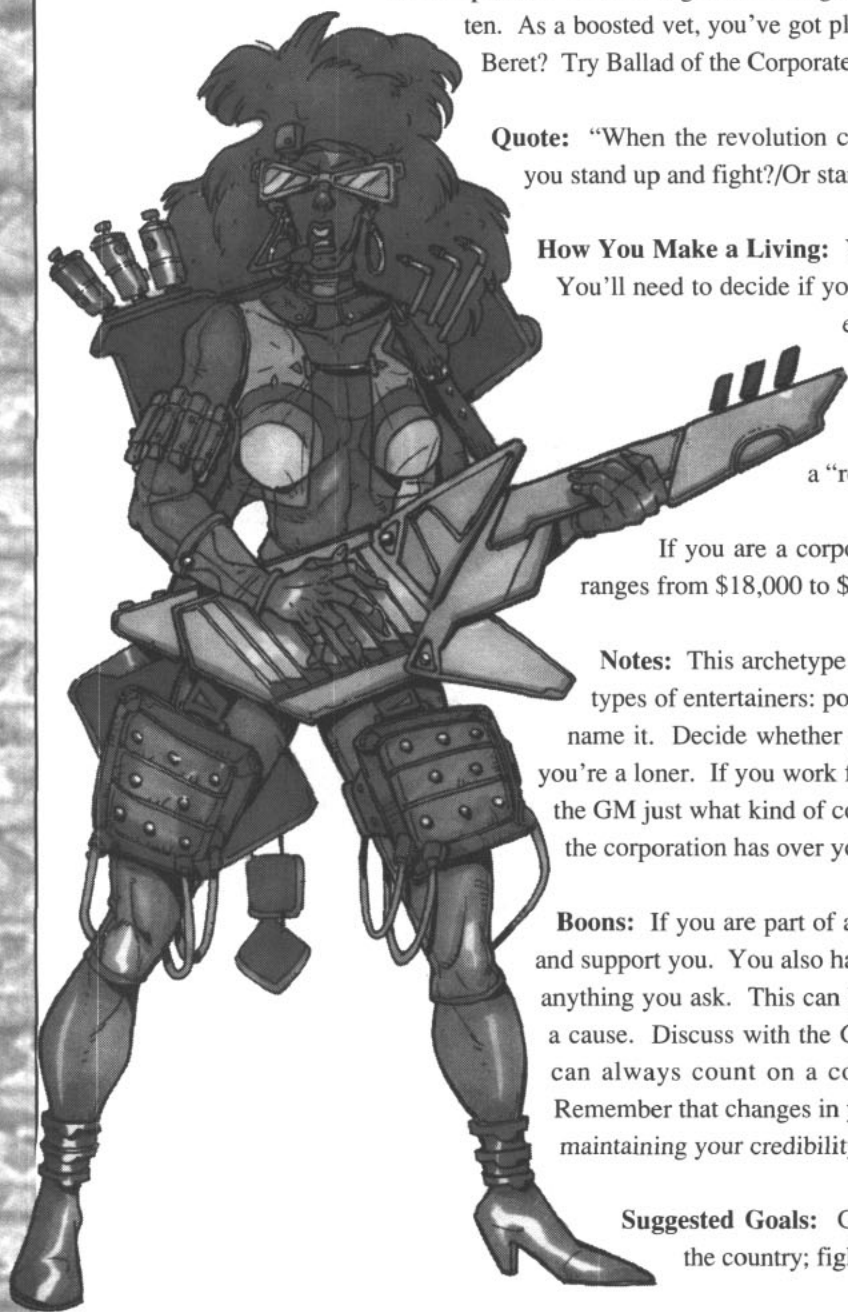 ten. As a boosted vet, you've got pl
Beret? Try Ballad of the Corporate
Quote: “When the revolution c
you stand up and fight?/Or star
How You Make a Living: Y
You'll need to decide if yo
e
a “re
If you are a corpo
ranges from $18,000 to $
Notes: This archetype
types of entertainers: po
name it. Decide whether
you're a loner. If you work f
the GM just what kind of co
the corporation has over yo
Boons: If you are part of a
and support you. You also ha
anything you ask. This can
a cause. Discuss with the G
can always count on a co
Remember that changes in y
maintaining your credibility
Suggested Goals: G
the country; figh